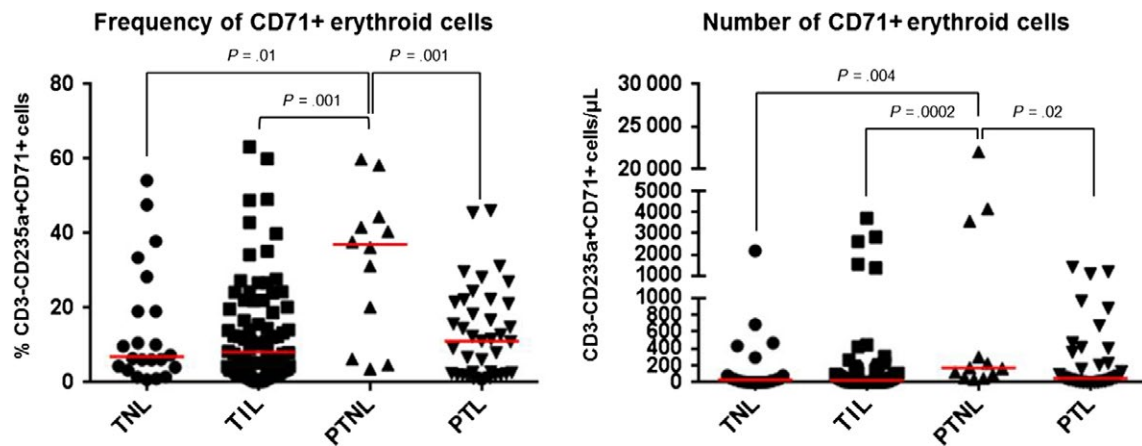 Frequency of CD71+ erythroid cells
P = .01
P = .001
P = .001
% CD3-CD235a+CD71+ cells
80
60
40
20
0
TNL
TIL
PTNL
PTL
Number of CD71+ erythroid cells
P = .004
P = .0002
P = .02
CD3-CD235a+CD71+ cells/µL
30 000
25 000
20 000
5000
4000
3000
2000
1000
1000
800
600
400
200
0
TNL
TIL
PTNL
PTL